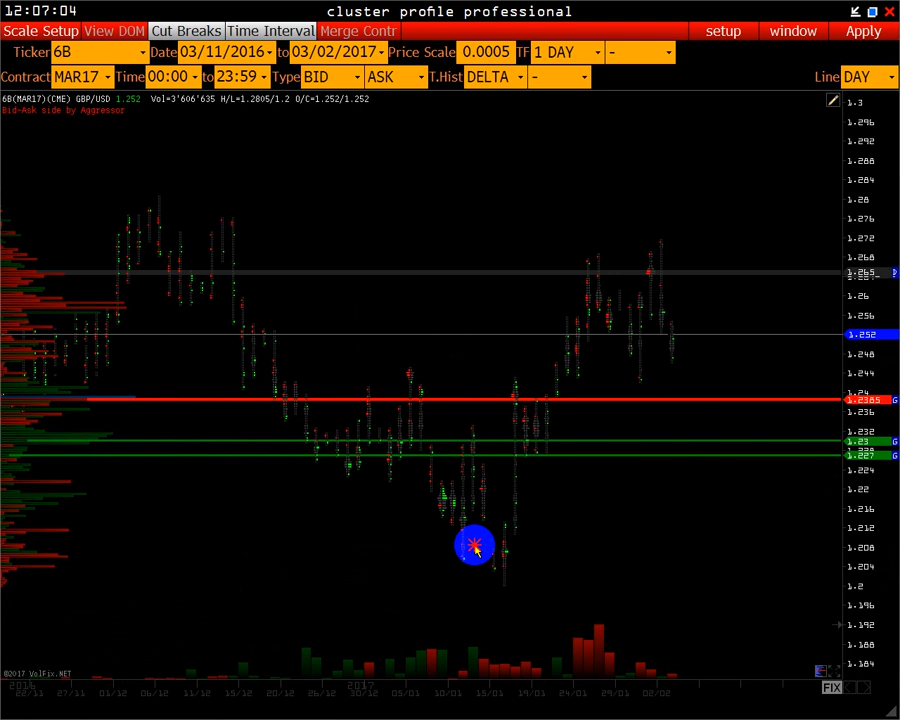 12:07:04 cluster profile professional
Scale Setup View DOM Cut Breaks Time Interval Merge Contr setup window Apply
Ticker 6B Date 03/11/2016 to 03/02/2017 Price Scale 0.0005 TF 1 DAY -
Contract MAR17 Time 00:00 to 23:59 Type BID ASK T.Hist DELTA - Line DAY
6B(MAR17)(CME) GBP/USD 1.252 Vol=3'606'635 H/L=1.2805/1.2 O/C=1.252/1.252
Bid-Ask side by Aggressor
1.3
1.296
1.292
1.288
1.284
1.28
1.276
1.272
1.268
1.265 P
1.26
1.256
1.252
1.248
1.244
1.24
1.2385 G
1.236
1.232
1.23 G
1.227 G
1.224
1.22
1.216
1.212
1.208
1.204
1.2
1.196
1.192
1.188
1.184
©2017 VolFix.NET
2016 2017
22/11 27/11 01/12 06/12 11/12 15/12 20/12 26/12 30/12 05/01 10/01 15/01 19/01 24/01 29/01 02/02
FIX